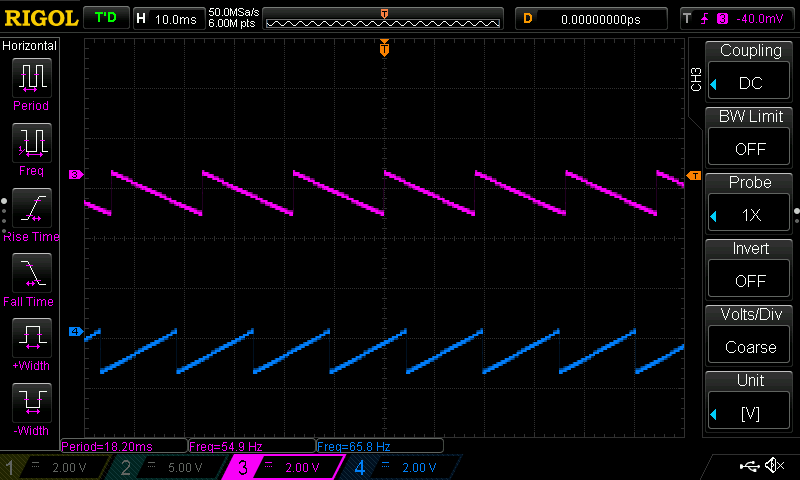 RIGOL T'D H 10.0ms 50.0MSa/s T D 0.00000000ps T 3 -40.0mV
6.00M pts
Horizontal T Coupling
CH3 DC
Period BW Limit
OFF
Freq
3 T Probe
1X
Rise Time
Invert
OFF
Fall Time
Volts/Div
4 Coarse
+Width
Unit
[V]
-Width
Period=18.20ms Freq=54.9 Hz Freq=65.8 Hz
1 2.00 V 2 5.00 V 3 2.00 V 4 2.00 V